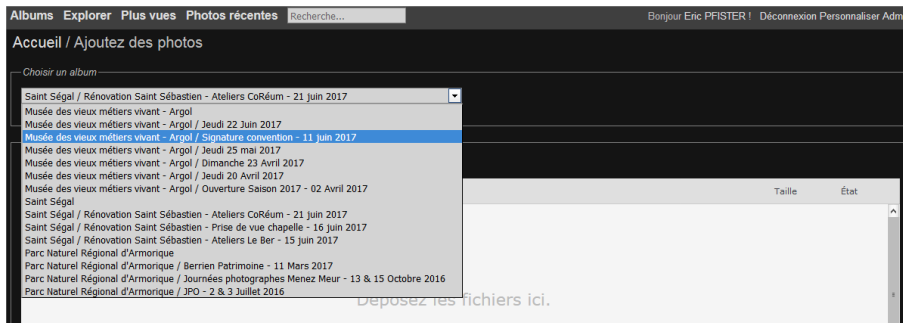 Albums Explorer Plus vues Photos récentes Recherche... Bonjour Eric PFISTER ! Déconnexion Personnaliser Adm
Accueil / Ajoutez des photos
Choisir un album
Saint Ségal / Rénovation Saint Sébastien - Ateliers CoRéum - 21 juin 2017
Musée des vieux métiers vivant - Argol
Musée des vieux métiers vivant - Argol / Jeudi 22 Juin 2017
Musée des vieux métiers vivant - Argol / Signature convention - 11 juin 2017
Musée des vieux métiers vivant - Argol / Jeudi 25 mai 2017
Musée des vieux métiers vivant - Argol / Dimanche 23 Avril 2017
Musée des vieux métiers vivant - Argol / Jeudi 20 Avril 2017
Musée des vieux métiers vivant - Argol / Ouverture Saison 2017 - 02 Avril 2017
Saint Ségal
Saint Ségal / Rénovation Saint Sébastien - Ateliers CoRéum - 21 juin 2017
Saint Ségal / Rénovation Saint Sébastien - Prise de vue chapelle - 16 juin 2017
Saint Ségal / Rénovation Saint Sébastien - Ateliers Le Ber - 15 juin 2017
Parc Naturel Régional d'Armorique
Parc Naturel Régional d'Armorique / Berrien Patrimoine - 11 Mars 2017
Parc Naturel Régional d'Armorique / Journées photographes Menez Meur - 13 & 15 Octobre 2016
Parc Naturel Régional d'Armorique / JPO - 2 & 3 Juillet 2016
Taille État
Déposez les fichiers ici.